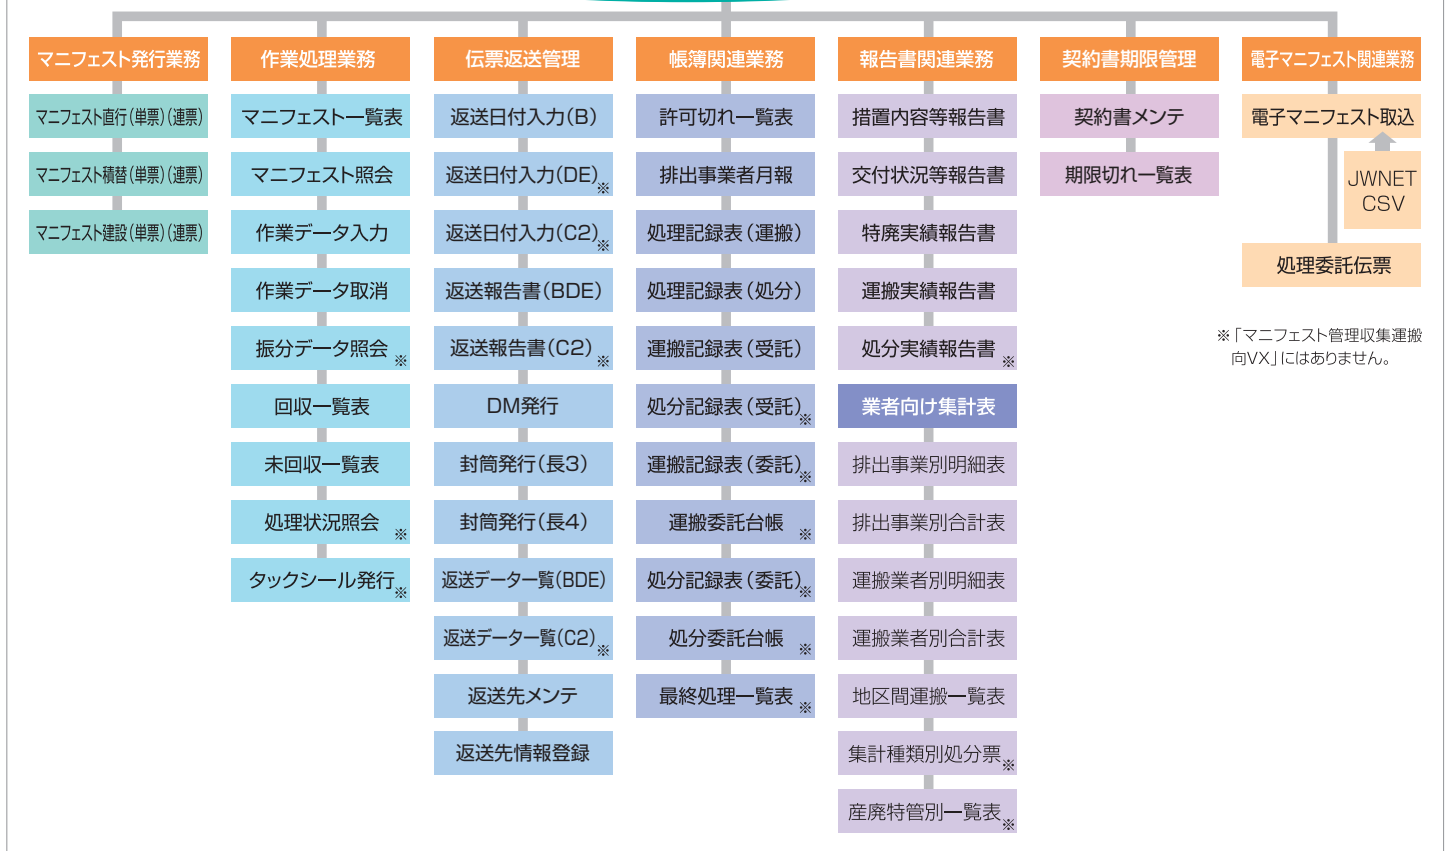 マニフェスト発行業務
マニフェスト直行(単票)(連票)
マニフェスト積替(単票)(連票)
マニフェスト建設(単票)(連票)
作業処理業務
マニフェスト一覧表
マニフェスト照会
作業データ入力
作業データ取消
振分データ照会※
回収一覧表
未回収一覧表
処理状況照会※
タックシール発行※
伝票返送管理
返送日付入力(B)
返送日付入力(DE)※
返送日付入力(C2)※
返送報告書(BDE)
返送報告書(C2)※
DM発行
封筒発行(長3)
封筒発行(長4)
返送データ一覧(BDE)
返送データ一覧(C2)※
返送先メンテ
返送先情報登録
帳簿関連業務
許可切れ一覧表
排出事業者月報
処理記録表(運搬)
処理記録表(処分)
運搬記録表(受託)
処分記録表(受託)※
運搬記録表(委託)※
運搬委託台帳※
処分記録表(委託)※
処分委託台帳※
最終処理一覧表※
報告書関連業務
措置内容等報告書
交付状況等報告書
特廃実績報告書
運搬実績報告書
処分実績報告書※
業者向け集計表
排出事業別明細表
排出事業別合計表
運搬業者別明細表
運搬業者別合計表
地区間運搬一覧表
集計種類別処分票※
産廃特管別一覧表※
契約書期限管理
契約書メンテ
期限切れ一覧表
電子マニフェスト関連業務
電子マニフェスト取込
JWNET
CSV
処理委託伝票
※「マニフェスト管理収集運搬
向VX」にはありません。